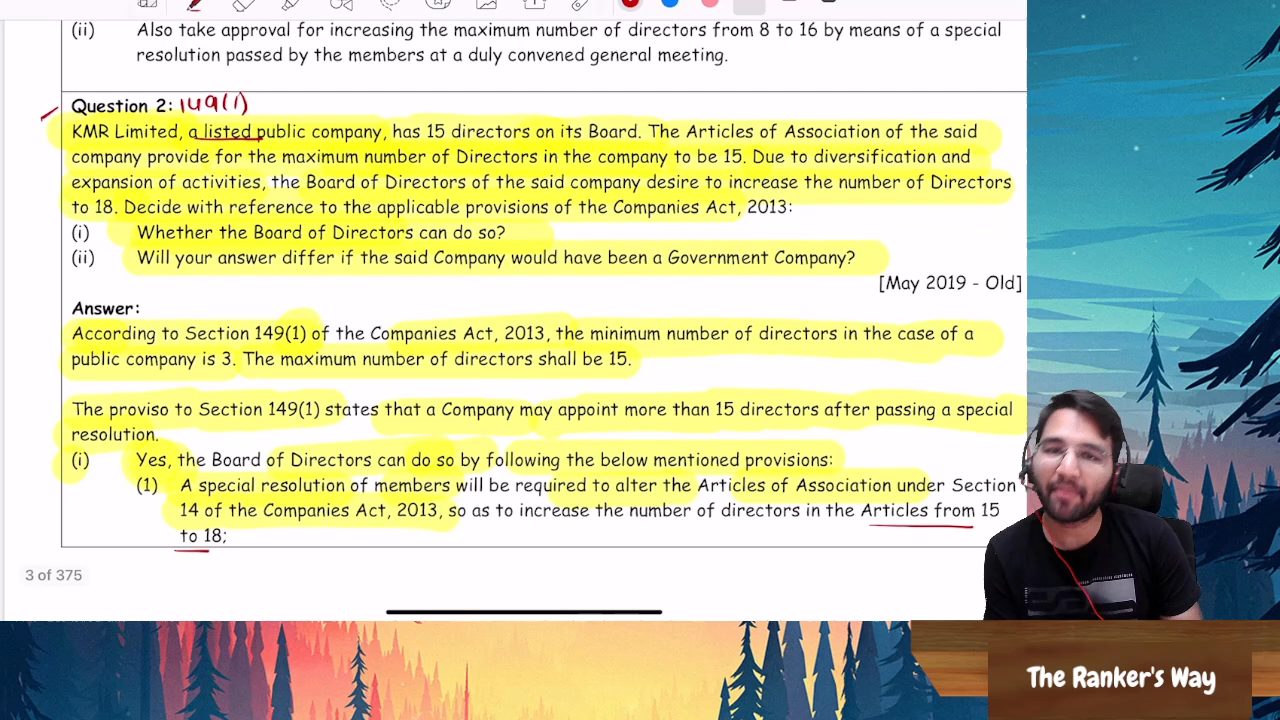 (ii) Also take approval for increasing the maximum number of directors from 8 to 16 by means of a special
resolution passed by the members at a duly convened general meeting.
Question 2: 149(1)
KMR Limited, a listed public company, has 15 directors on its Board. The Articles of Association of the said
company provide for the maximum number of Directors in the company to be 15. Due to diversification and
expansion of activities, the Board of Directors of the said company desire to increase the number of Directors
to 18. Decide with reference to the applicable provisions of the Companies Act, 2013:
(i) Whether the Board of Directors can do so?
(ii) Will your answer differ if the said Company would have been a Government Company?
[May 2019 - Old]
Answer:
According to Section 149(1) of the Companies Act, 2013, the minimum number of directors in the case of a
public company is 3. The maximum number of directors shall be 15.
The proviso to Section 149(1) states that a Company may appoint more than 15 directors after passing a special
resolution.
(i) Yes, the Board of Directors can do so by following the below mentioned provisions:
(1) A special resolution of members will be required to alter the Articles of Association under Section
14 of the Companies Act, 2013, so as to increase the number of directors in the Articles from 15
to 18;
3 of 375
The Ranker's Way